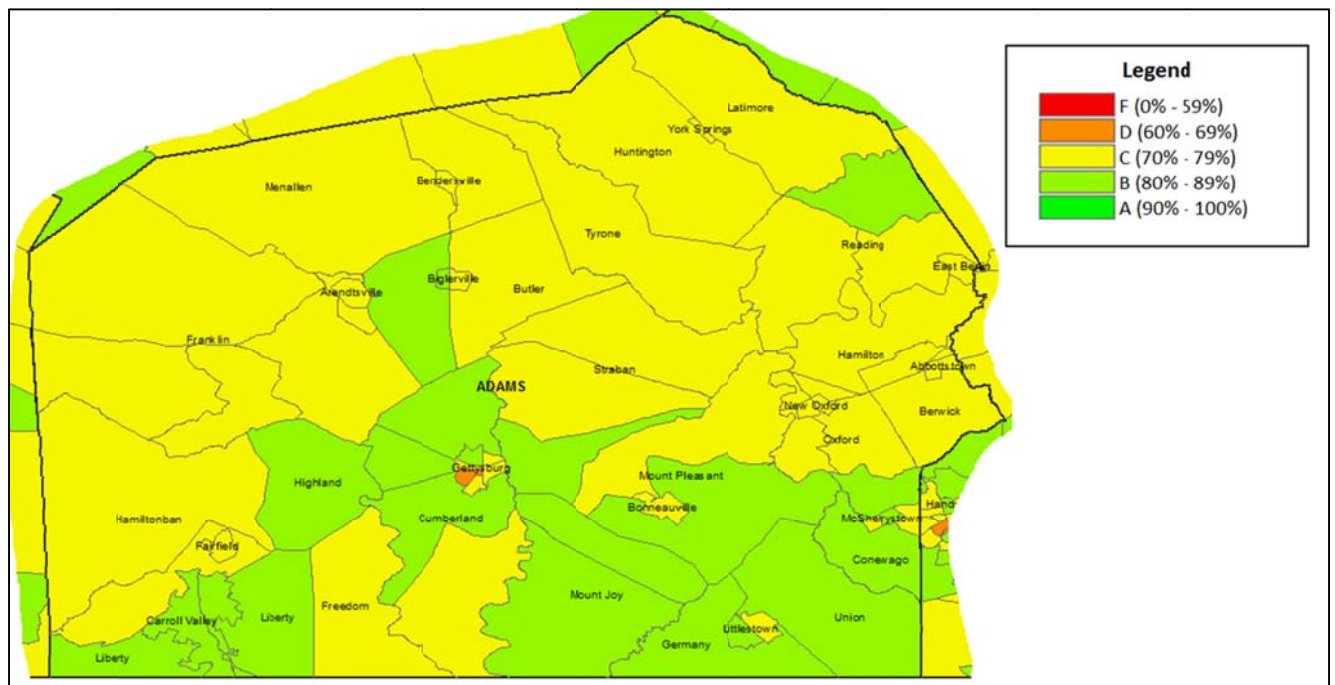 Legend
F (0% - 59%)
D (60% - 69%)
C (70% - 79%)
B (80% - 89%)
A (90% - 100%)
Latimore
York Springs
Huntington
Menallen
Bendersville
Tyrone
Reading
East Berlin
Biglerville
Arendtsville
Butler
Franklin
Hamilton
Straban
Abbottstown
ADAMS
New Oxford
Berwick
Oxford
Gettysburg
Mount Pleasant
Highland
Bonneauville
Hano
Hamiltonban
Cumberland
McSherrystown
Fairfield
Conewago
Mount Joy
Freedom
Liberty
Carroll Valley
Union
Littlestown
Germany
Liberty